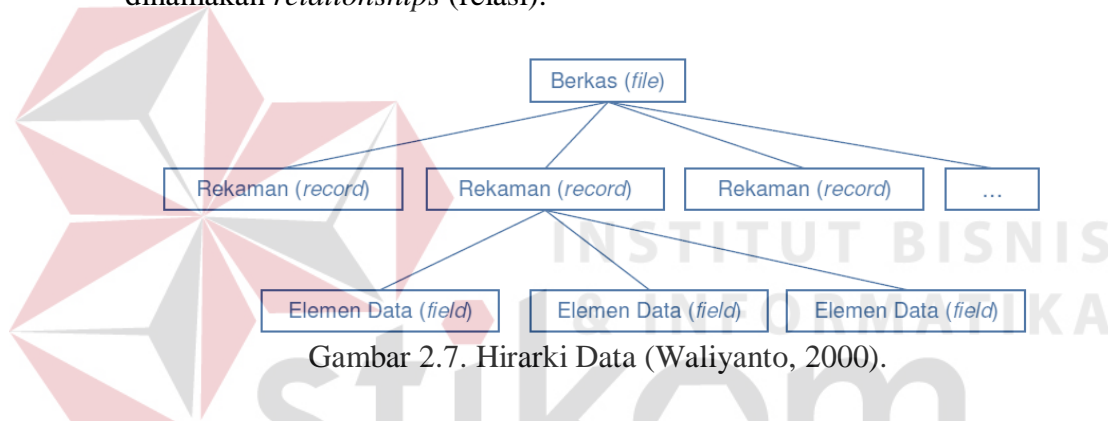 dinamakan relationships (relasi).
Berkas (file)
Rekaman (record) Rekaman (record) Rekaman (record) ...
INSTITUT BISNIS
Elemen Data (field) Elemen Data (field) Elemen Data (field)
& INFORMATIKA
Gambar 2.7. Hirarki Data (Waliyanto, 2000).
stikom